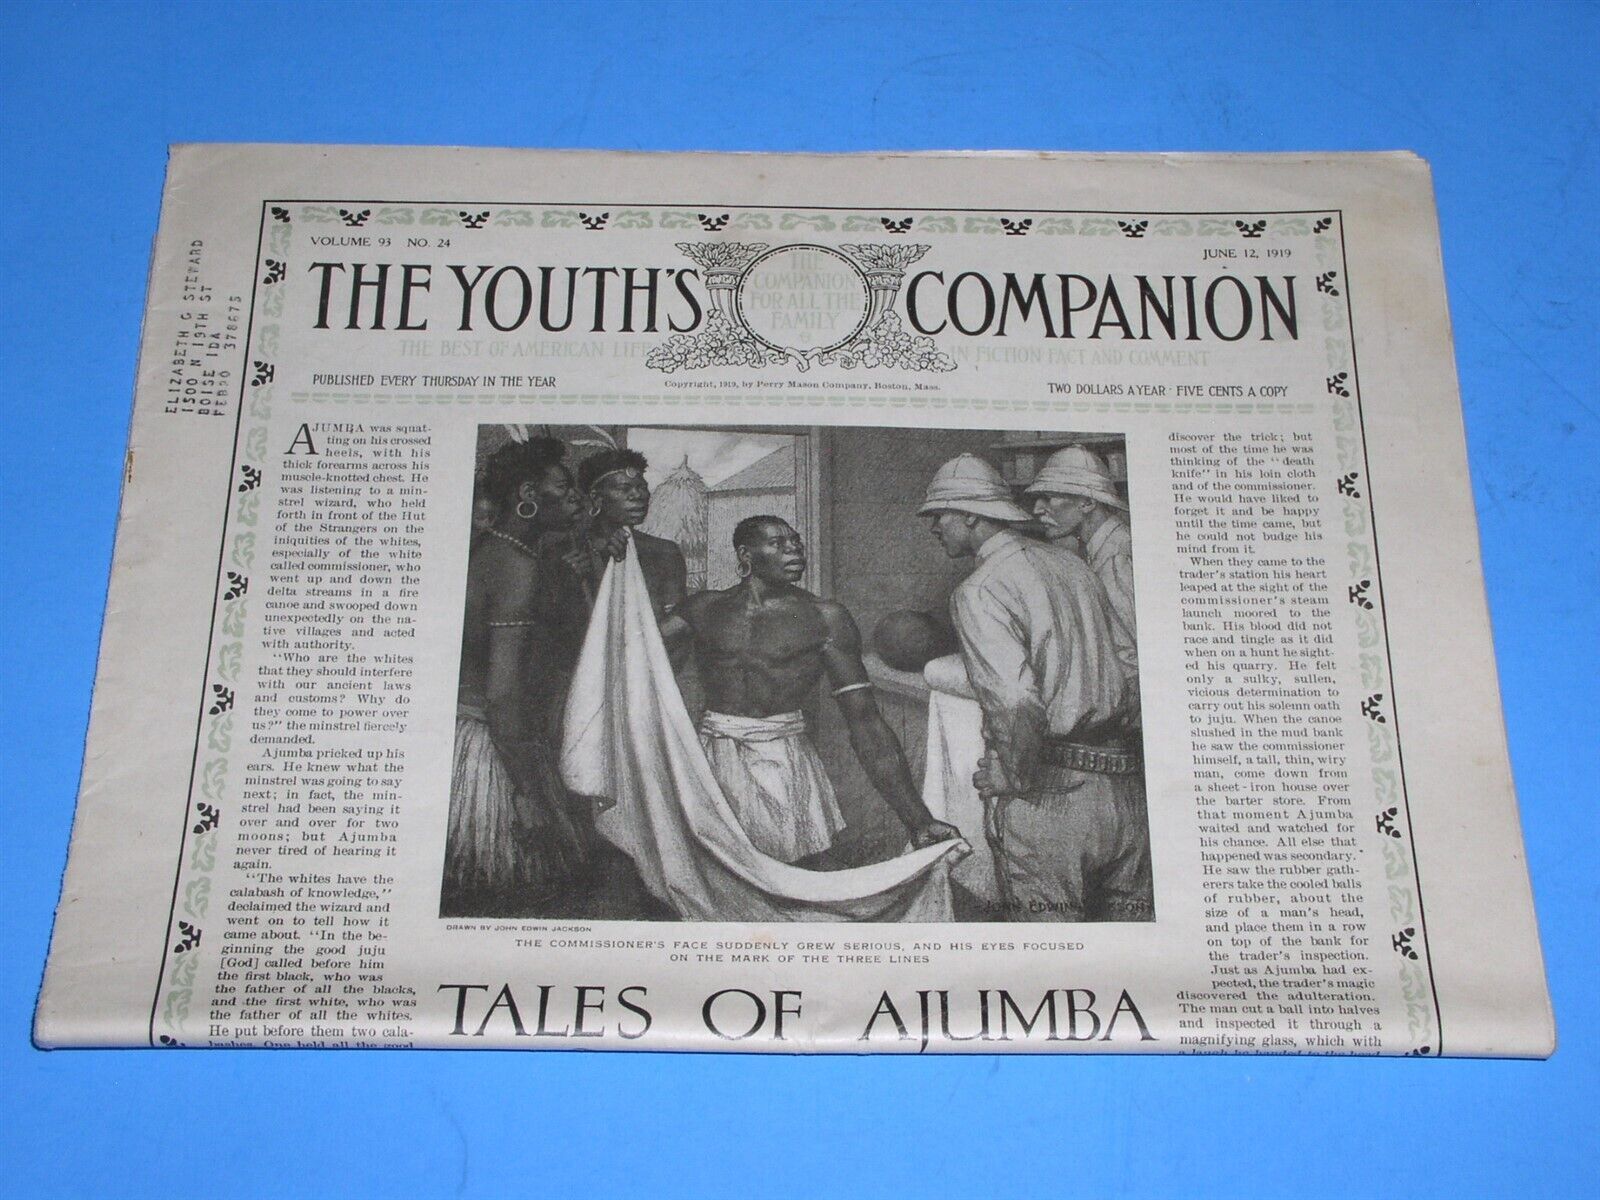 ELIZABETH G STEWARD
1500 N 19TH ST
BOISE IDA
FEB20 378675
VOLUME 93 NO. 24
JUNE 12, 1919
THE YOUTH'S COMPANION
THE
COMPANION
FOR ALL THE
FAMILY
THE BEST OF AMERICAN LIFE
IN FICTION FACT AND COMMENT
PUBLISHED EVERY THURSDAY IN THE YEAR
Copyright, 1919, by Perry Mason Company, Boston, Mass.
TWO DOLLARS A YEAR · FIVE CENTS A COPY
AJUMBA was squat-
ting on his crossed
heels, with his
thick forearms across his
muscle-knotted chest. He
was listening to a min-
strel wizard, who held
forth in front of the Hut
of the Strangers on the
iniquities of the whites,
especially of the white
called commissioner, who
went up and down the
delta streams in a fire
canoe and swooped down
unexpectedly on the na-
tive villages and acted
with authority.
"Who are the whites
that they should interfere
with our ancient laws
and customs? Why do
they come to power over
us?" the minstrel fiercely
demanded.
Ajumba pricked up his
ears. He knew what the
minstrel was going to say
next; in fact, the min-
strel had been saying it
over and over for two
moons; but Ajumba
never tired of hearing it
again.
"The whites have the
calabash of knowledge,"
declaimed the wizard and
went on to tell how it
came about. "In the be-
ginning the good juju
[God] called before him
the first black, who was
the father of all the blacks,
and the first white, who was
the father of all the whites.
He put before them two cala-
bashes. One held all the good
JOHN EDWIN JACKSON
DRAWN BY JOHN EDWIN JACKSON
THE COMMISSIONER'S FACE SUDDENLY GREW SERIOUS, AND HIS EYES FOCUSED
ON THE MARK OF THE THREE LINES
TALES OF AJUMBA
discover the trick; but
most of the time he was
thinking of the "death
knife" in his loin cloth
and of the commissioner.
He would have liked to
forget it and be happy
until the time came, but
he could not budge his
mind from it.
When they came to the
trader's station his heart
leaped at the sight of the
commissioner's steam
launch moored to the
bank. His blood did not
race and tingle as it did
when on a hunt he sight-
ed his quarry. He felt
only a sulky, sullen,
vicious determination to
carry out his solemn oath
to juju. When the canoe
slushed in the mud bank
he saw the commissioner
himself, a tall, thin, wiry
man, come down from
a sheet-iron house over
the barter store. From
that moment Ajumba
waited and watched for
his chance. All else that
happened was secondary.
He saw the rubber gath-
erers take the cooled balls
of rubber, about the
size of a man's head,
and place them in a row
on top of the bank for
the trader's inspection.
Just as Ajumba had ex-
pected, the trader's magic
discovered the adulteration.
The man cut a ball into halves
and inspected it through a
magnifying glass, which with
a laugh he handed to the head